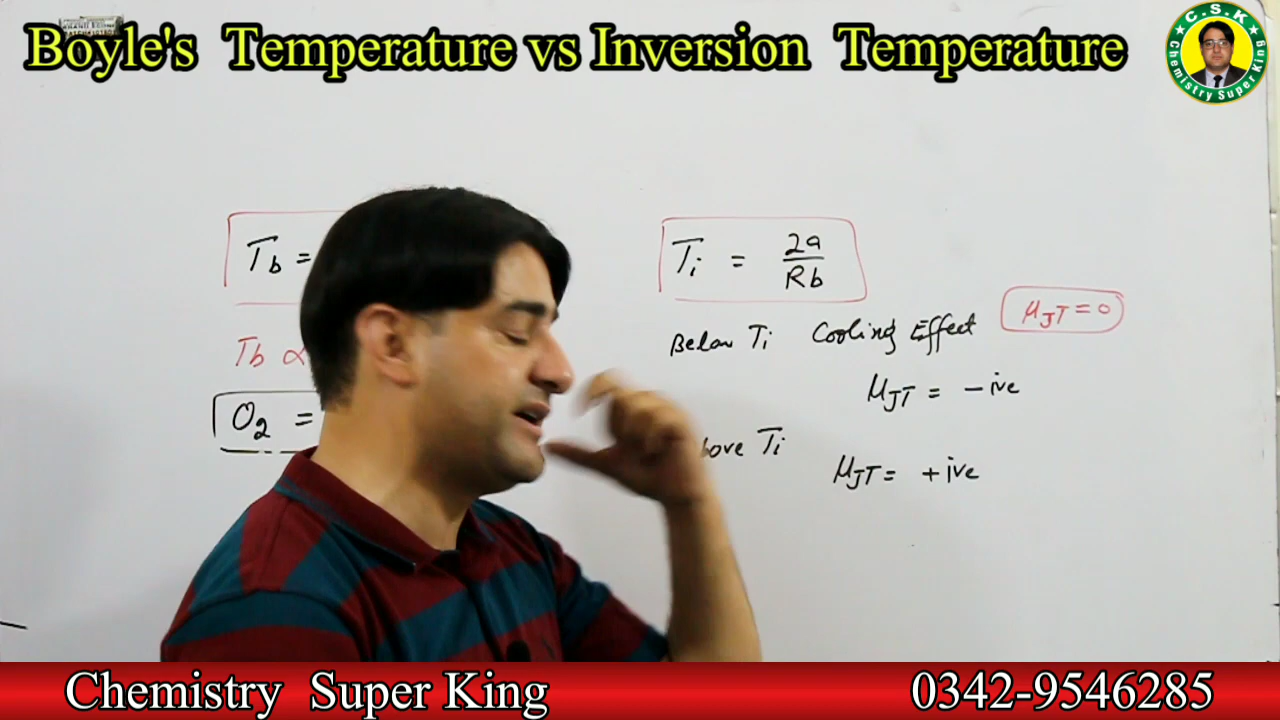 Boyle's Temperature vs Inversion Temperature
C.S.K
Chemistry Super King
Tb =
Tb ∝
O2 =
Ti = 2a/Rb
Below Ti Cooling Effect
μJT = 0
μJT = -ive
bove Ti
μJT = +ive
Chemistry Super King
0342-9546285